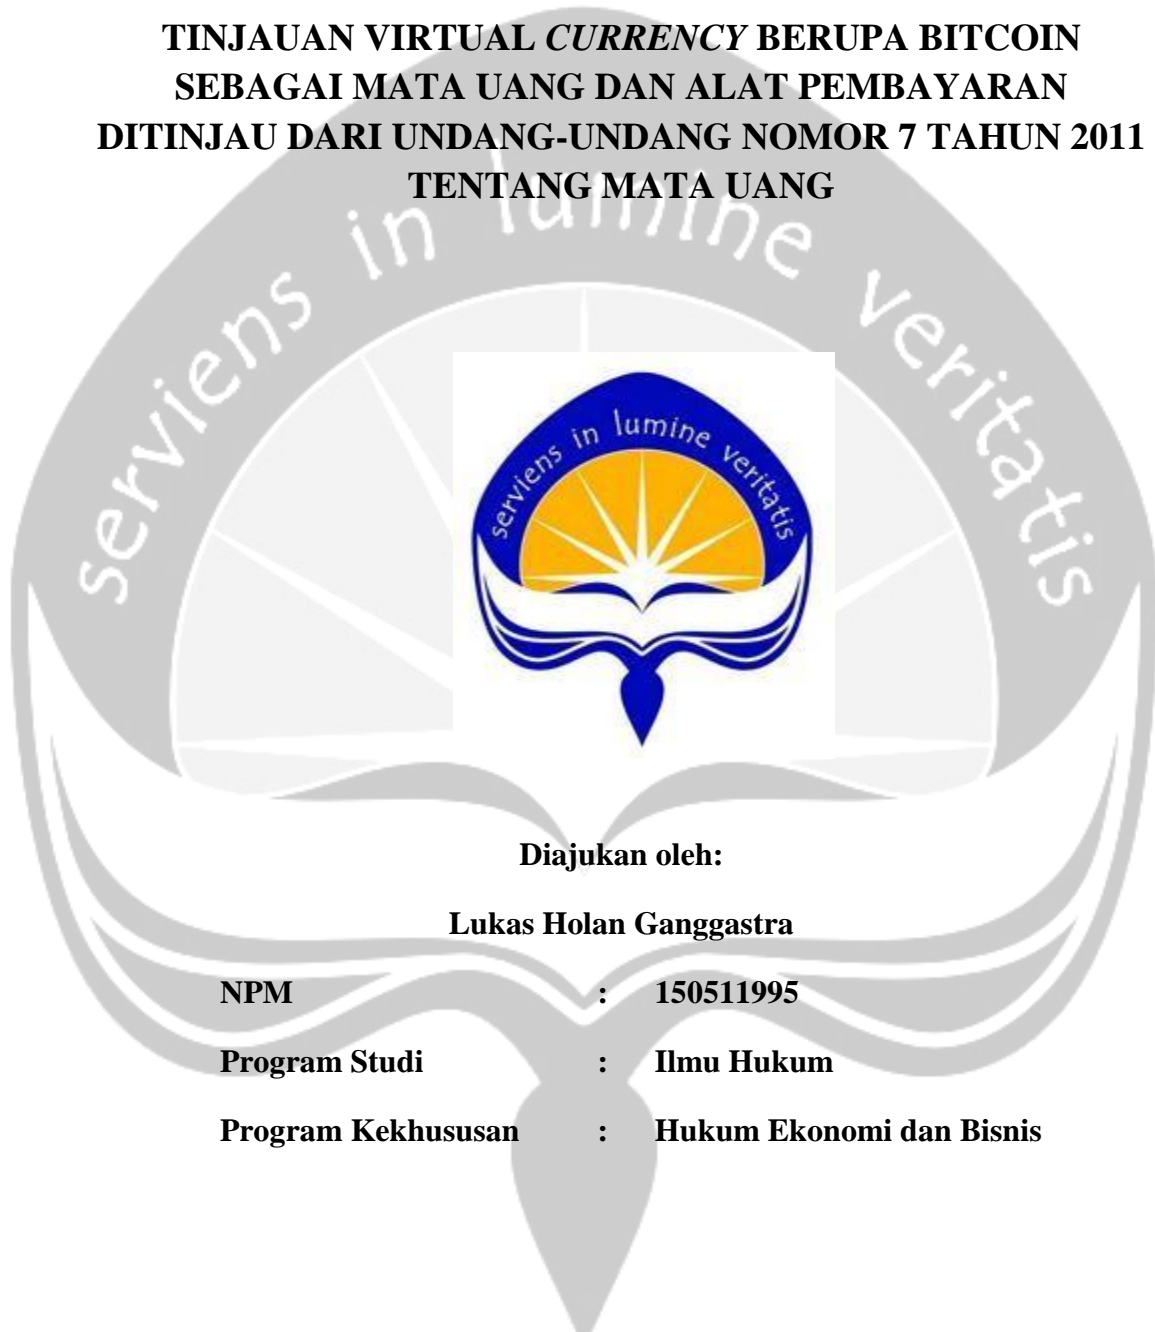 TINJAUAN VIRTUAL CURRENCY BERUPA BITCOIN
SEBAGAI MATA UANG DAN ALAT PEMBAYARAN
DITINJAU DARI UNDANG-UNDANG NOMOR 7 TAHUN 2011
TENTANG MATA UANG
serviens in lumine veritatis
serviens in lumine veritatis
Diajukan oleh:
Lukas Holan Ganggastra
NPM : 150511995
Program Studi : Ilmu Hukum
Program Kekhususan : Hukum Ekonomi dan Bisnis